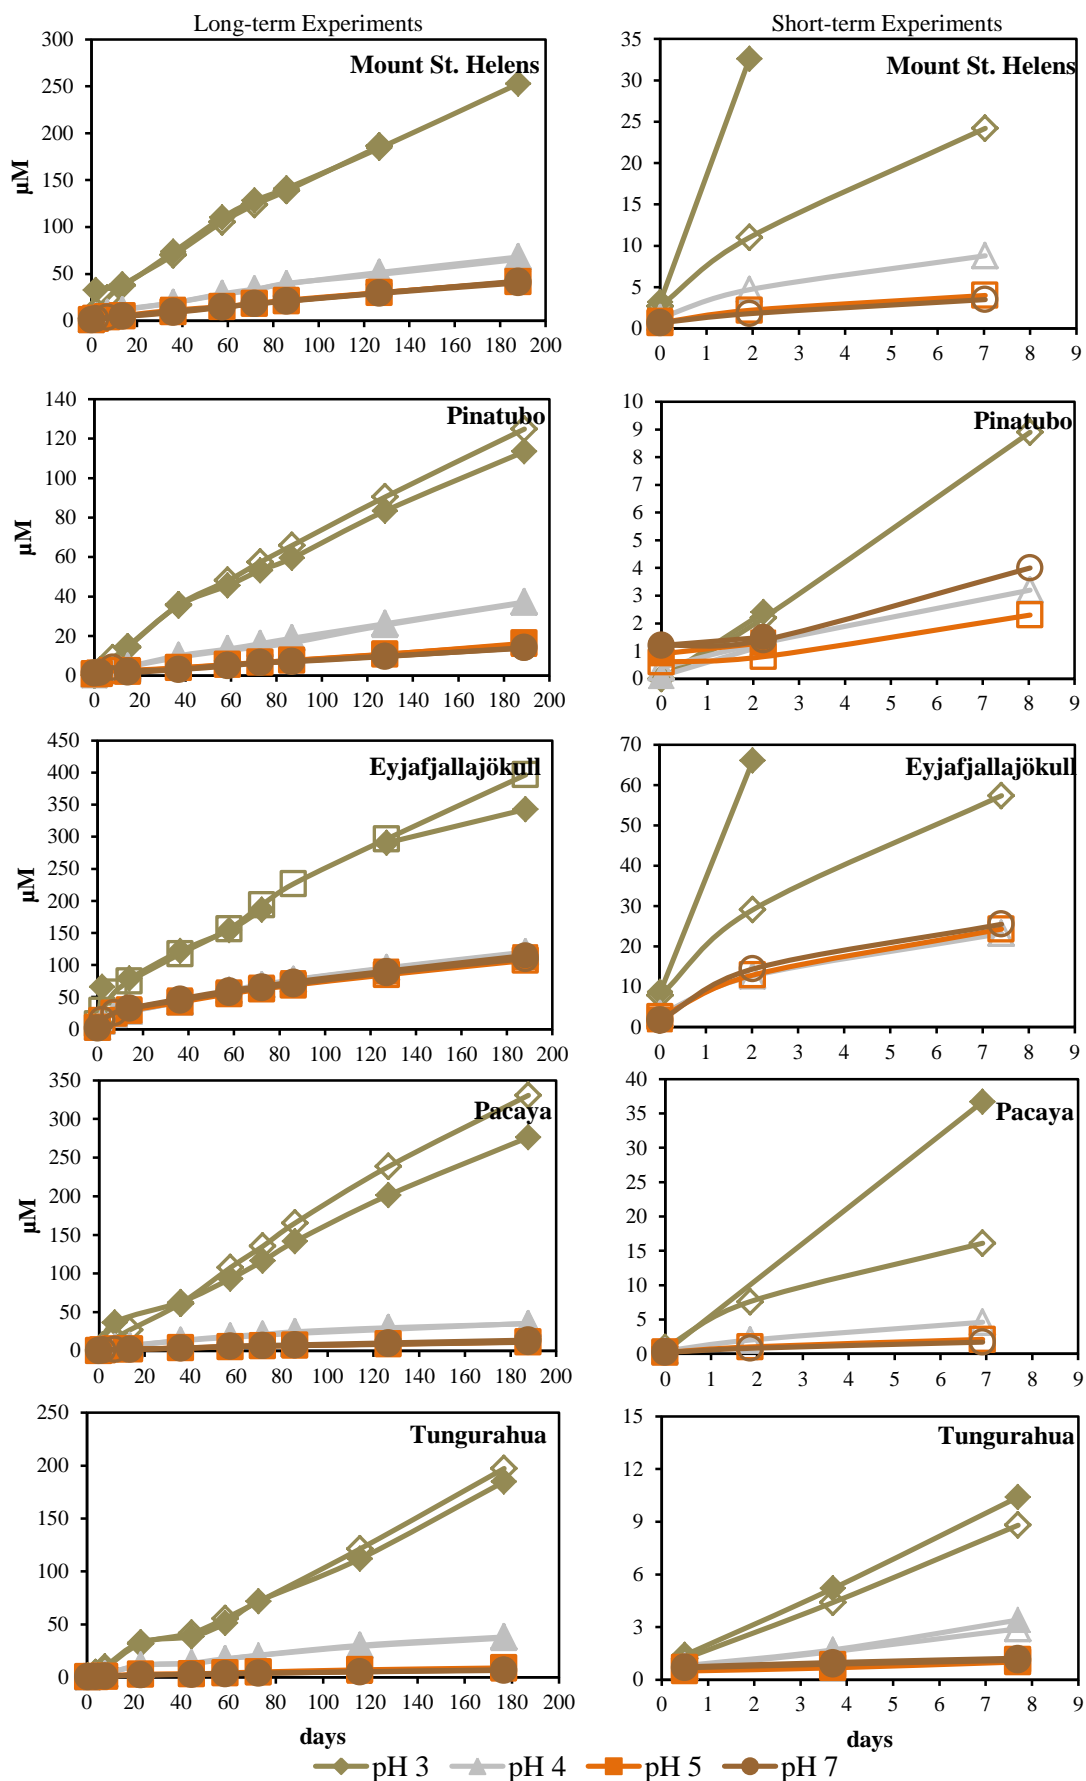 Long-term Experiments
Short-term Experiments
300
250
200
150
100
50
0
µM
Mount St. Helens
0 20 40 60 80 100 120 140 160 180 200
35
30
25
20
15
10
5
0
Mount St. Helens
0 1 2 3 4 5 6 7 8 9
140
120
100
80
60
40
20
0
µM
Pinatubo
0 20 40 60 80 100 120 140 160 180 200
10
9
8
7
6
5
4
3
2
1
0
Pinatubo
0 1 2 3 4 5 6 7 8 9
450
400
350
300
250
200
150
100
50
0
µM
Eyjafjallajökull
0 20 40 60 80 100 120 140 160 180 200
70
60
50
40
30
20
10
0
Eyjafjallajökull
0 1 2 3 4 5 6 7 8 9
350
300
250
200
150
100
50
0
µM
Pacaya
0 20 40 60 80 100 120 140 160 180 200
40
35
30
25
20
15
10
5
0
Pacaya
0 1 2 3 4 5 6 7 8 9
250
200
150
100
50
0
Tungurahua
0 20 40 60 80 100 120 140 160 180 200
days
15
12
9
6
3
0
Tungurahua
0 1 2 3 4 5 6 7 8 9
days
pH 3 pH 4 pH 5 pH 7